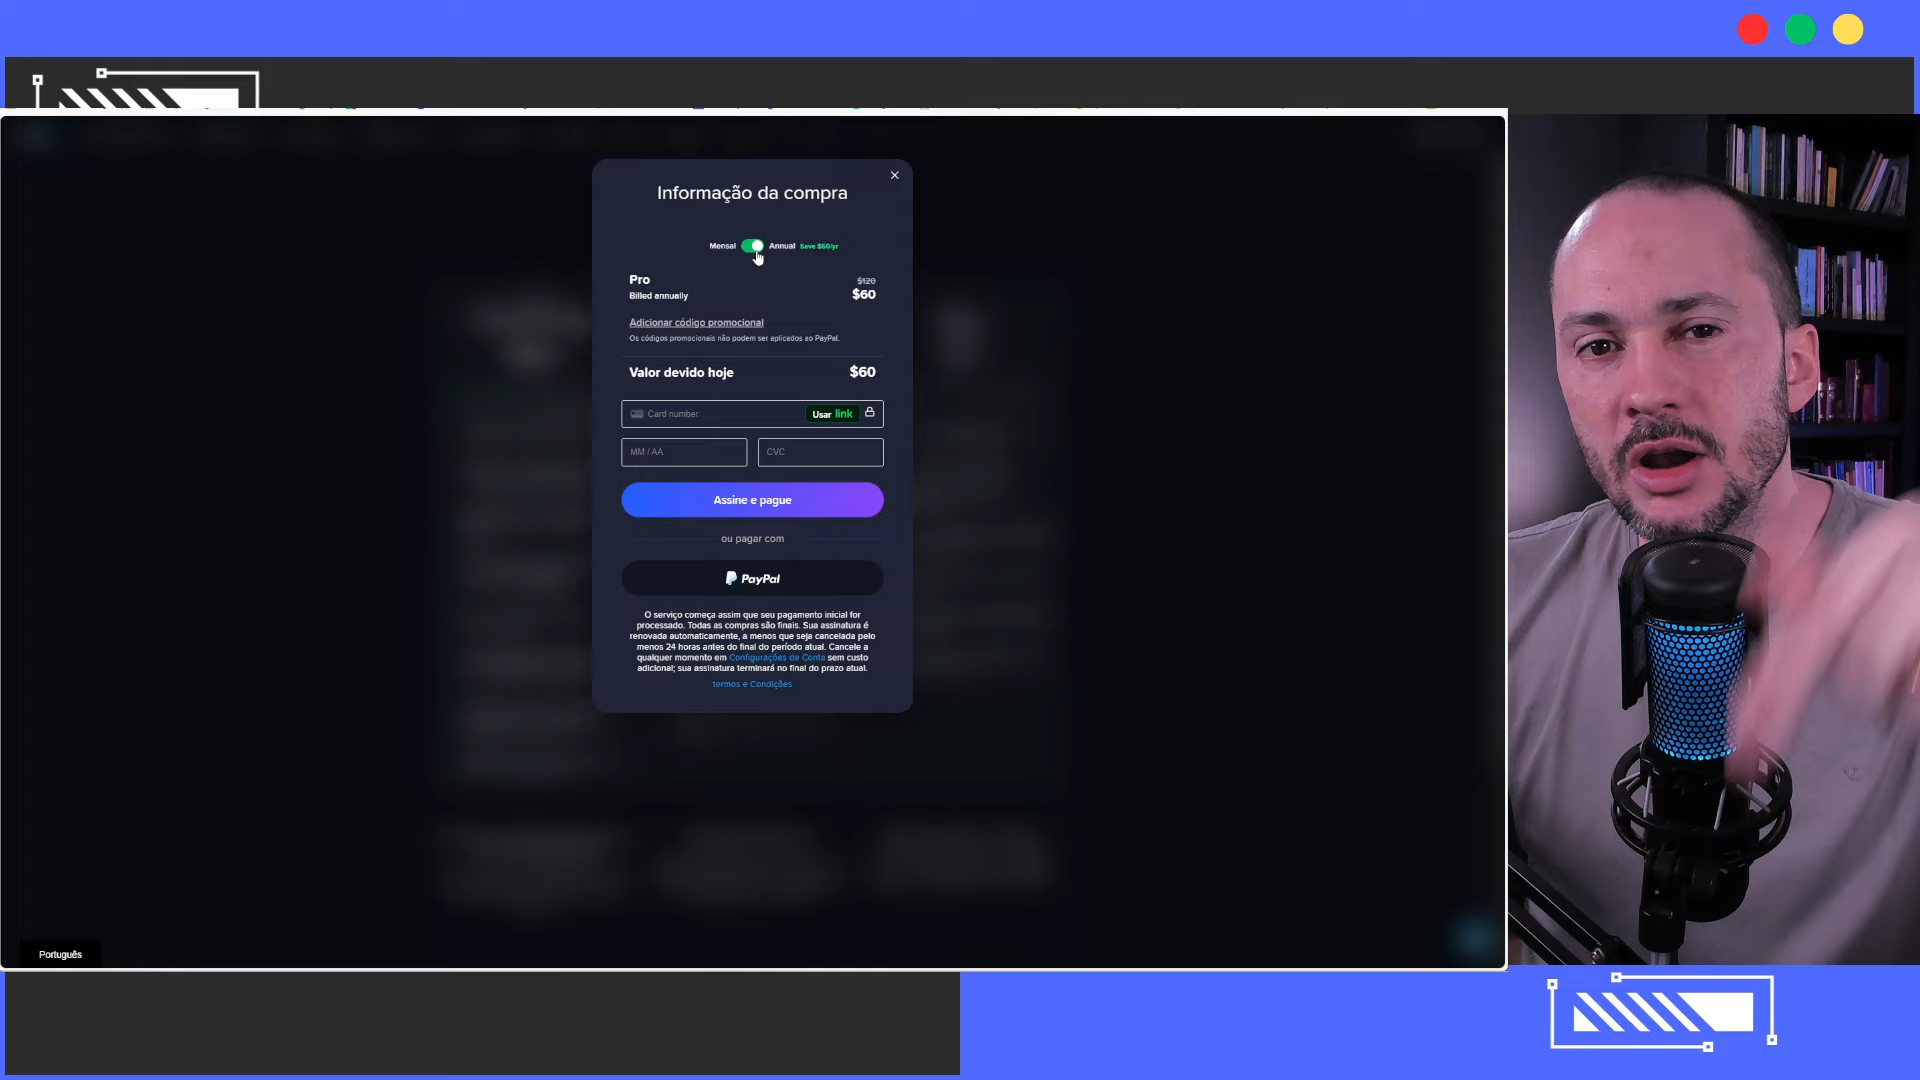 Informação da compra
Mensal Annual Save $60/yr
Pro $120
Billed annually $60
Adicionar código promocional
Os códigos promocionais não podem ser aplicados ao PayPal.
Valor devido hoje $60
Card number Usar link
MM / AA CVC
Assine e pague
ou pagar com
PayPal
O serviço começa assim que seu pagamento inicial for
processado. Todas as compras são finais. Sua assinatura é
renovada automaticamente, a menos que seja cancelada pelo
menos 24 horas antes do final do período atual. Cancele a
qualquer momento em Configurações de Conta sem custo
adicional; sua assinatura terminará no final do prazo atual.
termos e Condições
Português